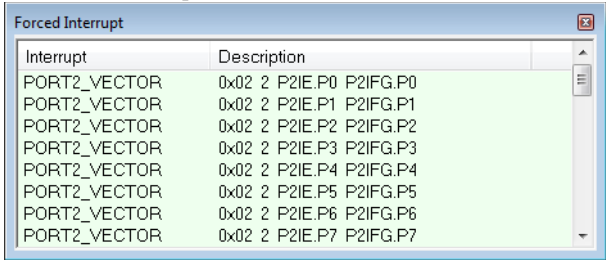 Forced Interrupt
Interrupt Description
PORT2_VECTOR 0x02 2 P2IE.P0 P2IFG.P0
PORT2_VECTOR 0x02 2 P2IE.P1 P2IFG.P1
PORT2_VECTOR 0x02 2 P2IE.P2 P2IFG.P2
PORT2_VECTOR 0x02 2 P2IE.P3 P2IFG.P3
PORT2_VECTOR 0x02 2 P2IE.P4 P2IFG.P4
PORT2_VECTOR 0x02 2 P2IE.P5 P2IFG.P5
PORT2_VECTOR 0x02 2 P2IE.P6 P2IFG.P6
PORT2_VECTOR 0x02 2 P2IE.P7 P2IFG.P7